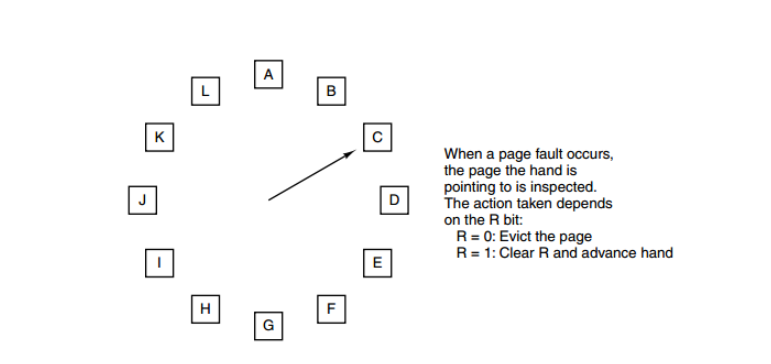 A
L
B
K
C
When a page fault occurs,
the page the hand is
pointing to is inspected.
J
D
The action taken depends
on the R bit:
R = 0: Evict the page
R = 1: Clear R and advance hand
I
E
H
F
G